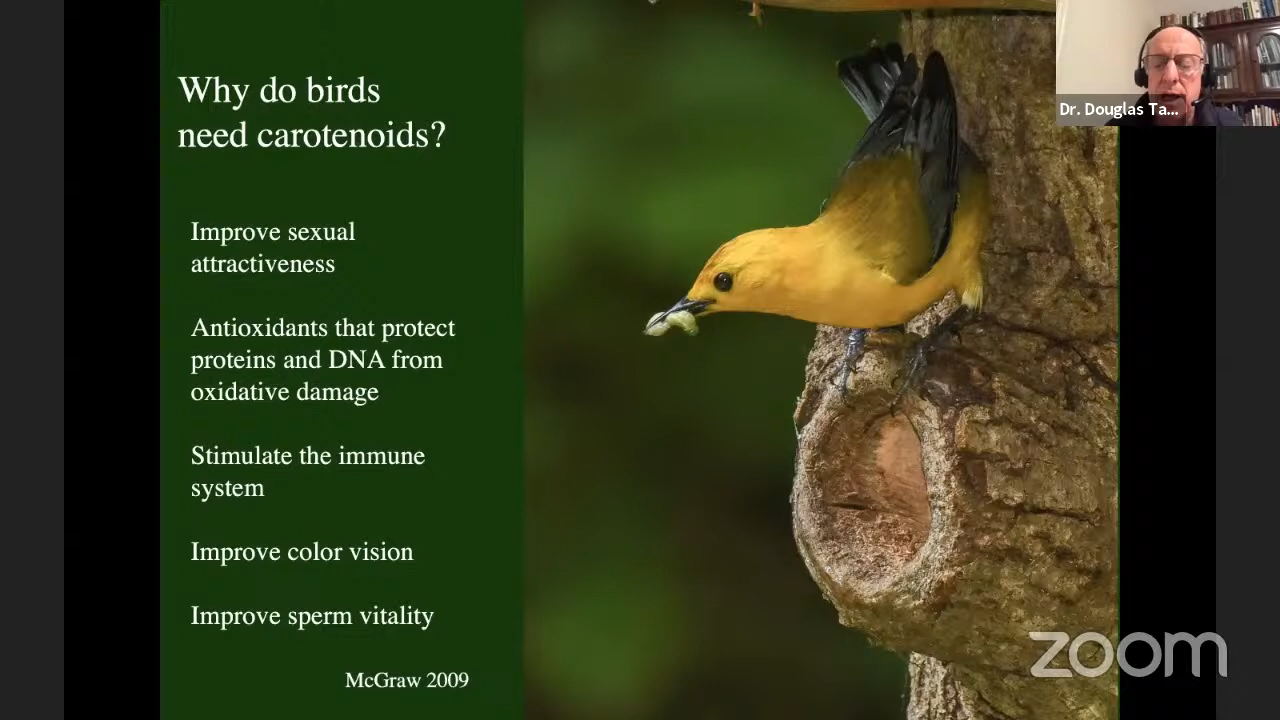 Why do birds
need carotenoids?
Improve sexual
attractiveness
Antioxidants that protect
proteins and DNA from
oxidative damage
Stimulate the immune
system
Improve color vision
Improve sperm vitality
McGraw 2009
Dr. Douglas Ta...
zoom